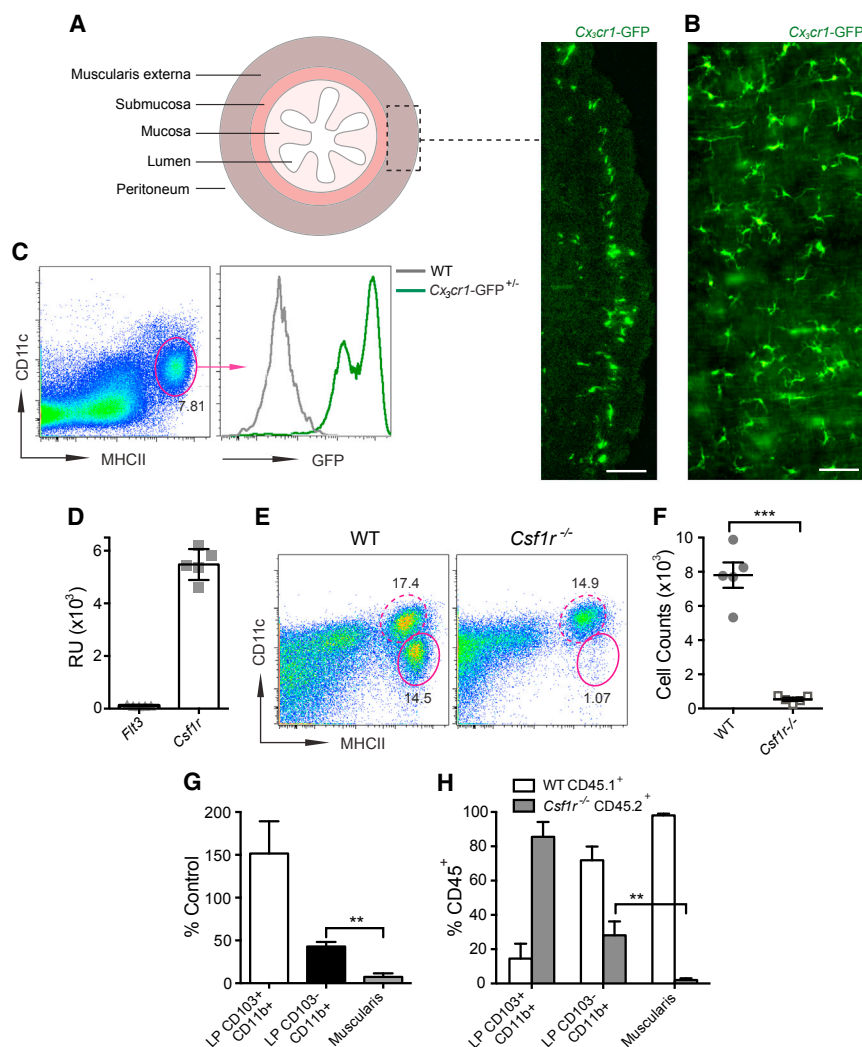 A
Muscularis externa
Submucosa
Mucosa
Lumen
Peritoneum
Cx₃cr1-GFP
B
Cx₃cr1-GFP
C
WT
Cx₃cr1-GFP⁺/⁻
CD11c
7.81
MHCII
GFP
D
RU (x10³)
6
4
2
0
Flt3
Csf1r
E
WT
Csf1r⁻/⁻
CD11c
17.4
14.5
14.9
1.07
MHCII
F
***
Cell Counts (x10³)
10
8
6
4
2
0
WT
Csf1r-/-
G
% Control
200
150
100
50
0
**
LP CD103+
CD11b+
LP CD103-
CD11b+
Muscularis
H
WT CD45.1⁺
Csf1r⁻/⁻ CD45.2⁺
% CD45⁺
100
80
60
40
20
0
**
LP CD103+
CD11b+
LP CD103-
CD11b+
Muscularis